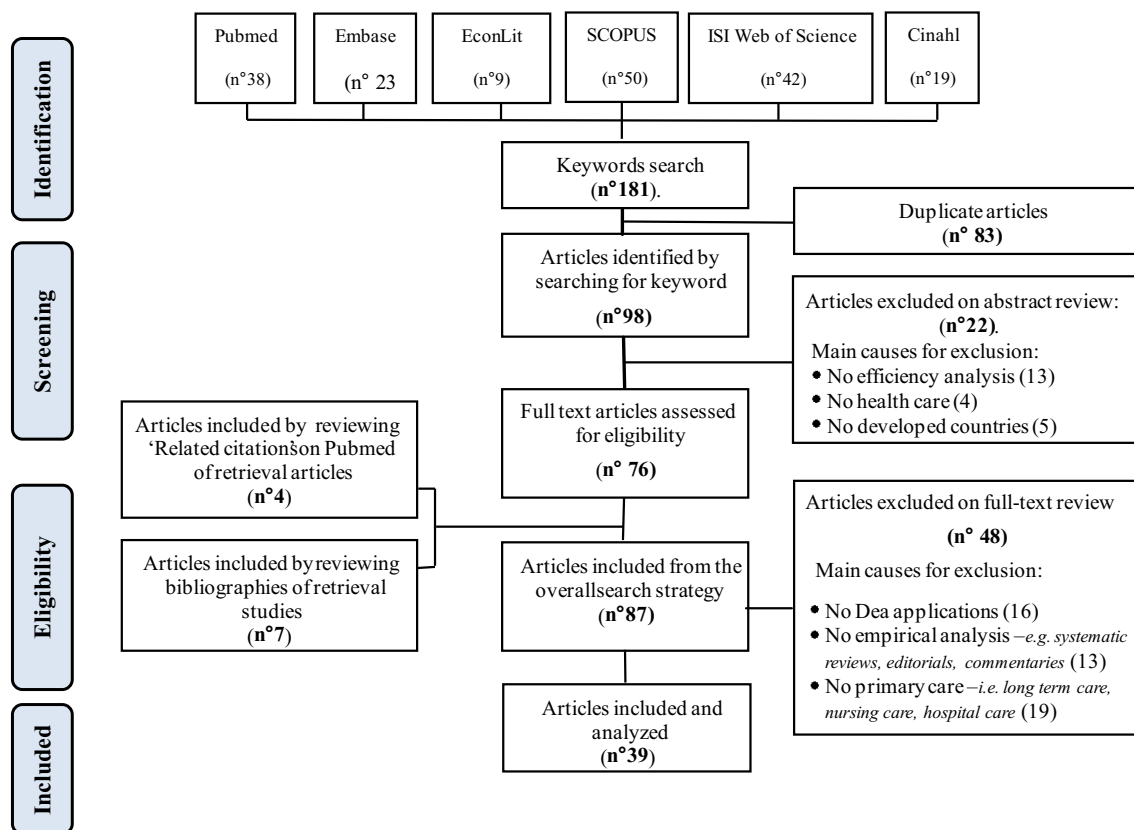 Identification
Pubmed
(n°38)
Embase
(n° 23
EconLit
(n°9)
SCOPUS
(n°50)
ISI Web of Science
(n°42)
Cinahl
(n°19)
Keywords search
(n°181).
Duplicate articles
(n° 83)
Screening
Articles identified by
searching for keyword
(n°98)
Articles excluded on abstract review:
(n°22).
Main causes for exclusion:
• No efficiency analysis (13)
• No health care (4)
• No developed countries (5)
Full text articles assessed
for eligibility
(n° 76)
Articles included by reviewing
‘Related citation’son Pubmed
of retrieval articles
(n°4)
Eligibility
Articles included by reviewing
bibliographies of retrieval
studies
(n°7)
Articles included from the
overallsearch strategy
(n°87)
Articles excluded on full-text review
(n° 48)
Main causes for exclusion:
• No Dea applications (16)
• No empirical analysis –e.g. systematic
reviews, editorials, commentaries (13)
• No primary care –i.e. long term care,
nursing care, hospital care (19)
Included
Articles included and
analyzed
(n°39)